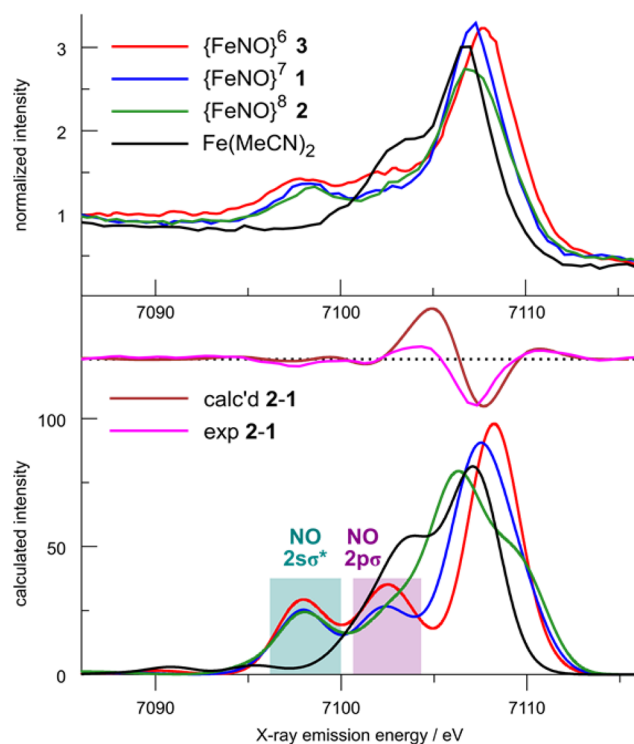 {FeNO}⁶ 3
{FeNO}⁷ 1
{FeNO}⁸ 2
Fe(MeCN)₂
normalized intensity
3
2
1
7090 7100 7110
calc'd 2-1
exp 2-1
calculated intensity
100
50
0
NO NO
2sσ* 2pσ
7090 7100 7110
X-ray emission energy / eV